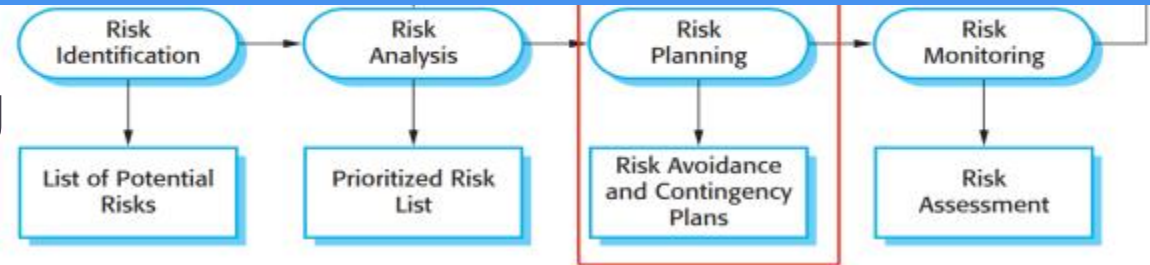 Risk
Identification
Risk
Analysis
Risk
Planning
Risk
Monitoring
List of Potential
Risks
Prioritized Risk
List
Risk Avoidance
and Contingency
Plans
Risk
Assessment